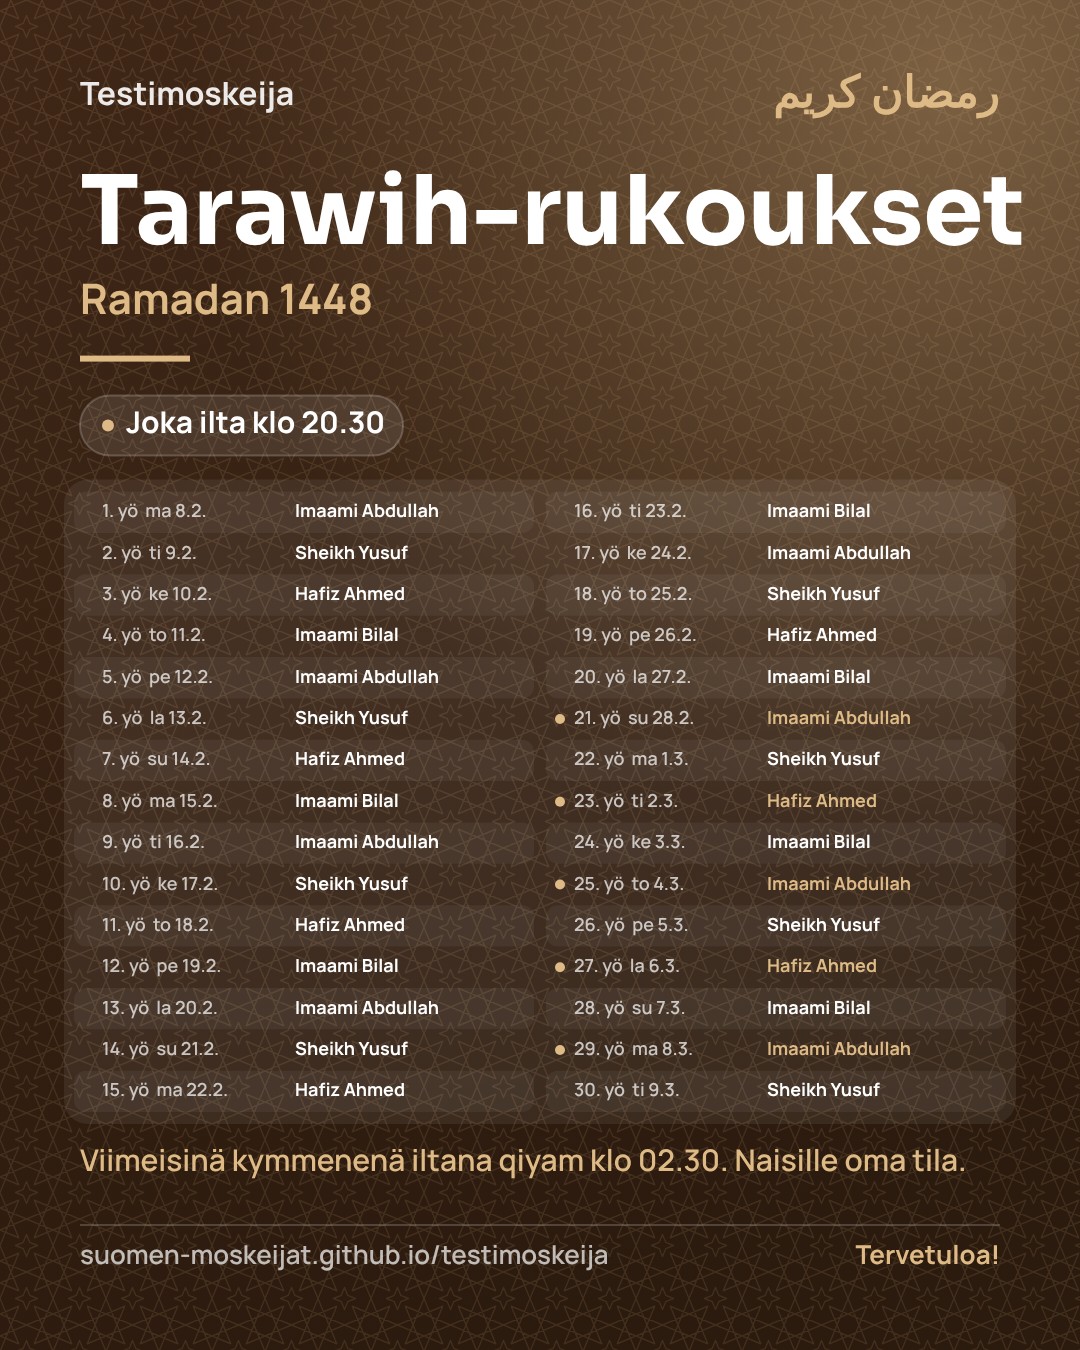 Testimoskeija
رمضان كريم
Tarawih-rukoukset
Ramadan 1448
Joka ilta klo 20.30
1. yö ma 8.2. Imaami Abdullah
2. yö ti 9.2. Sheikh Yusuf
3. yö ke 10.2. Hafiz Ahmed
4. yö to 11.2. Imaami Bilal
5. yö pe 12.2. Imaami Abdullah
6. yö la 13.2. Sheikh Yusuf
7. yö su 14.2. Hafiz Ahmed
8. yö ma 15.2. Imaami Bilal
9. yö ti 16.2. Imaami Abdullah
10. yö ke 17.2. Sheikh Yusuf
11. yö to 18.2. Hafiz Ahmed
12. yö pe 19.2. Imaami Bilal
13. yö la 20.2. Imaami Abdullah
14. yö su 21.2. Sheikh Yusuf
15. yö ma 22.2. Hafiz Ahmed
16. yö ti 23.2. Imaami Bilal
17. yö ke 24.2. Imaami Abdullah
18. yö to 25.2. Sheikh Yusuf
19. yö pe 26.2. Hafiz Ahmed
20. yö la 27.2. Imaami Bilal
21. yö su 28.2. Imaami Abdullah
22. yö ma 1.3. Sheikh Yusuf
23. yö ti 2.3. Hafiz Ahmed
24. yö ke 3.3. Imaami Bilal
25. yö to 4.3. Imaami Abdullah
26. yö pe 5.3. Sheikh Yusuf
27. yö la 6.3. Hafiz Ahmed
28. yö su 7.3. Imaami Bilal
29. yö ma 8.3. Imaami Abdullah
30. yö ti 9.3. Sheikh Yusuf
Viimeisinä kymmenenä iltana qiyam klo 02.30. Naisille oma tila.
suomen-moskeijat.github.io/testimoskeija
Tervetuloa!